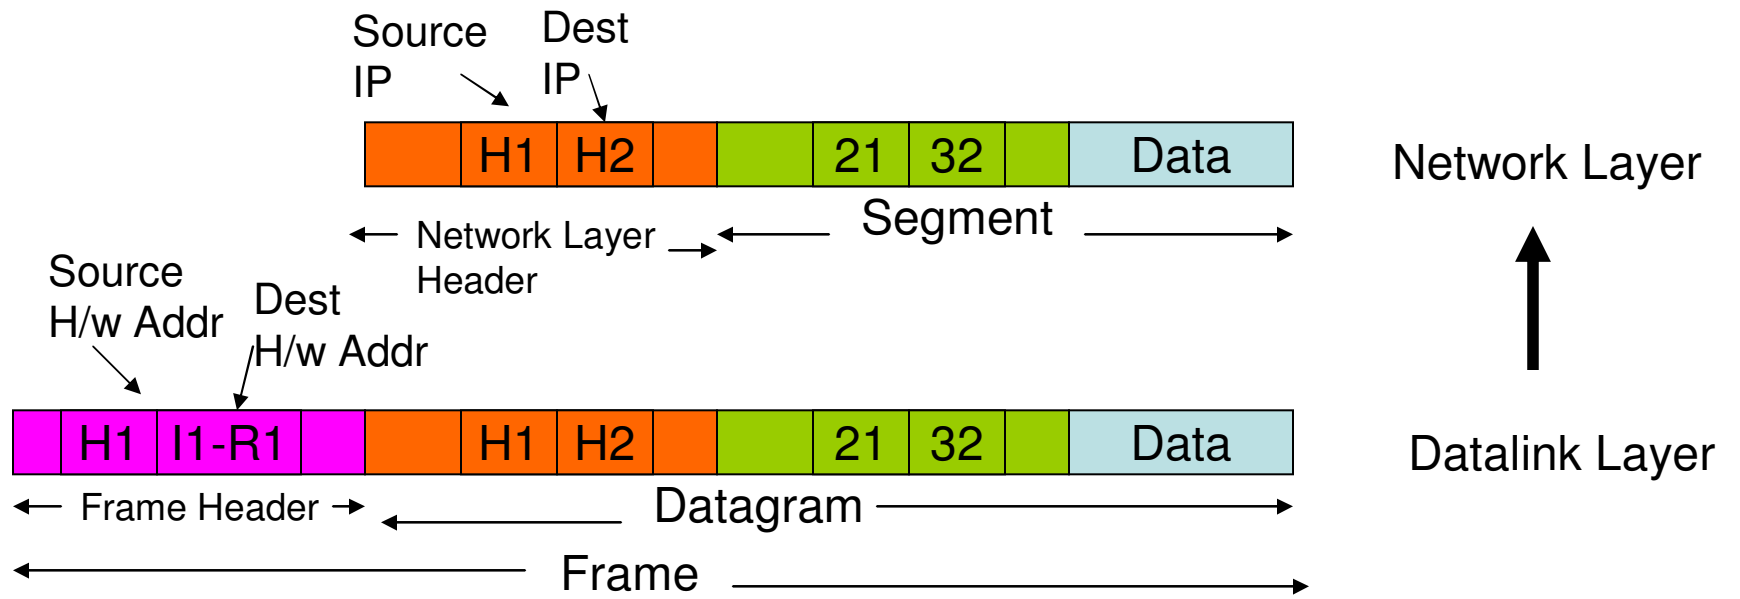 Source
IP
Dest
IP
H1 H2 21 32 Data
Network Layer
Network Layer
Header
Segment
Source
H/w Addr
Dest
H/w Addr
H1 I1-R1 H1 H2 21 32 Data
Datalink Layer
Frame Header
Datagram
Frame